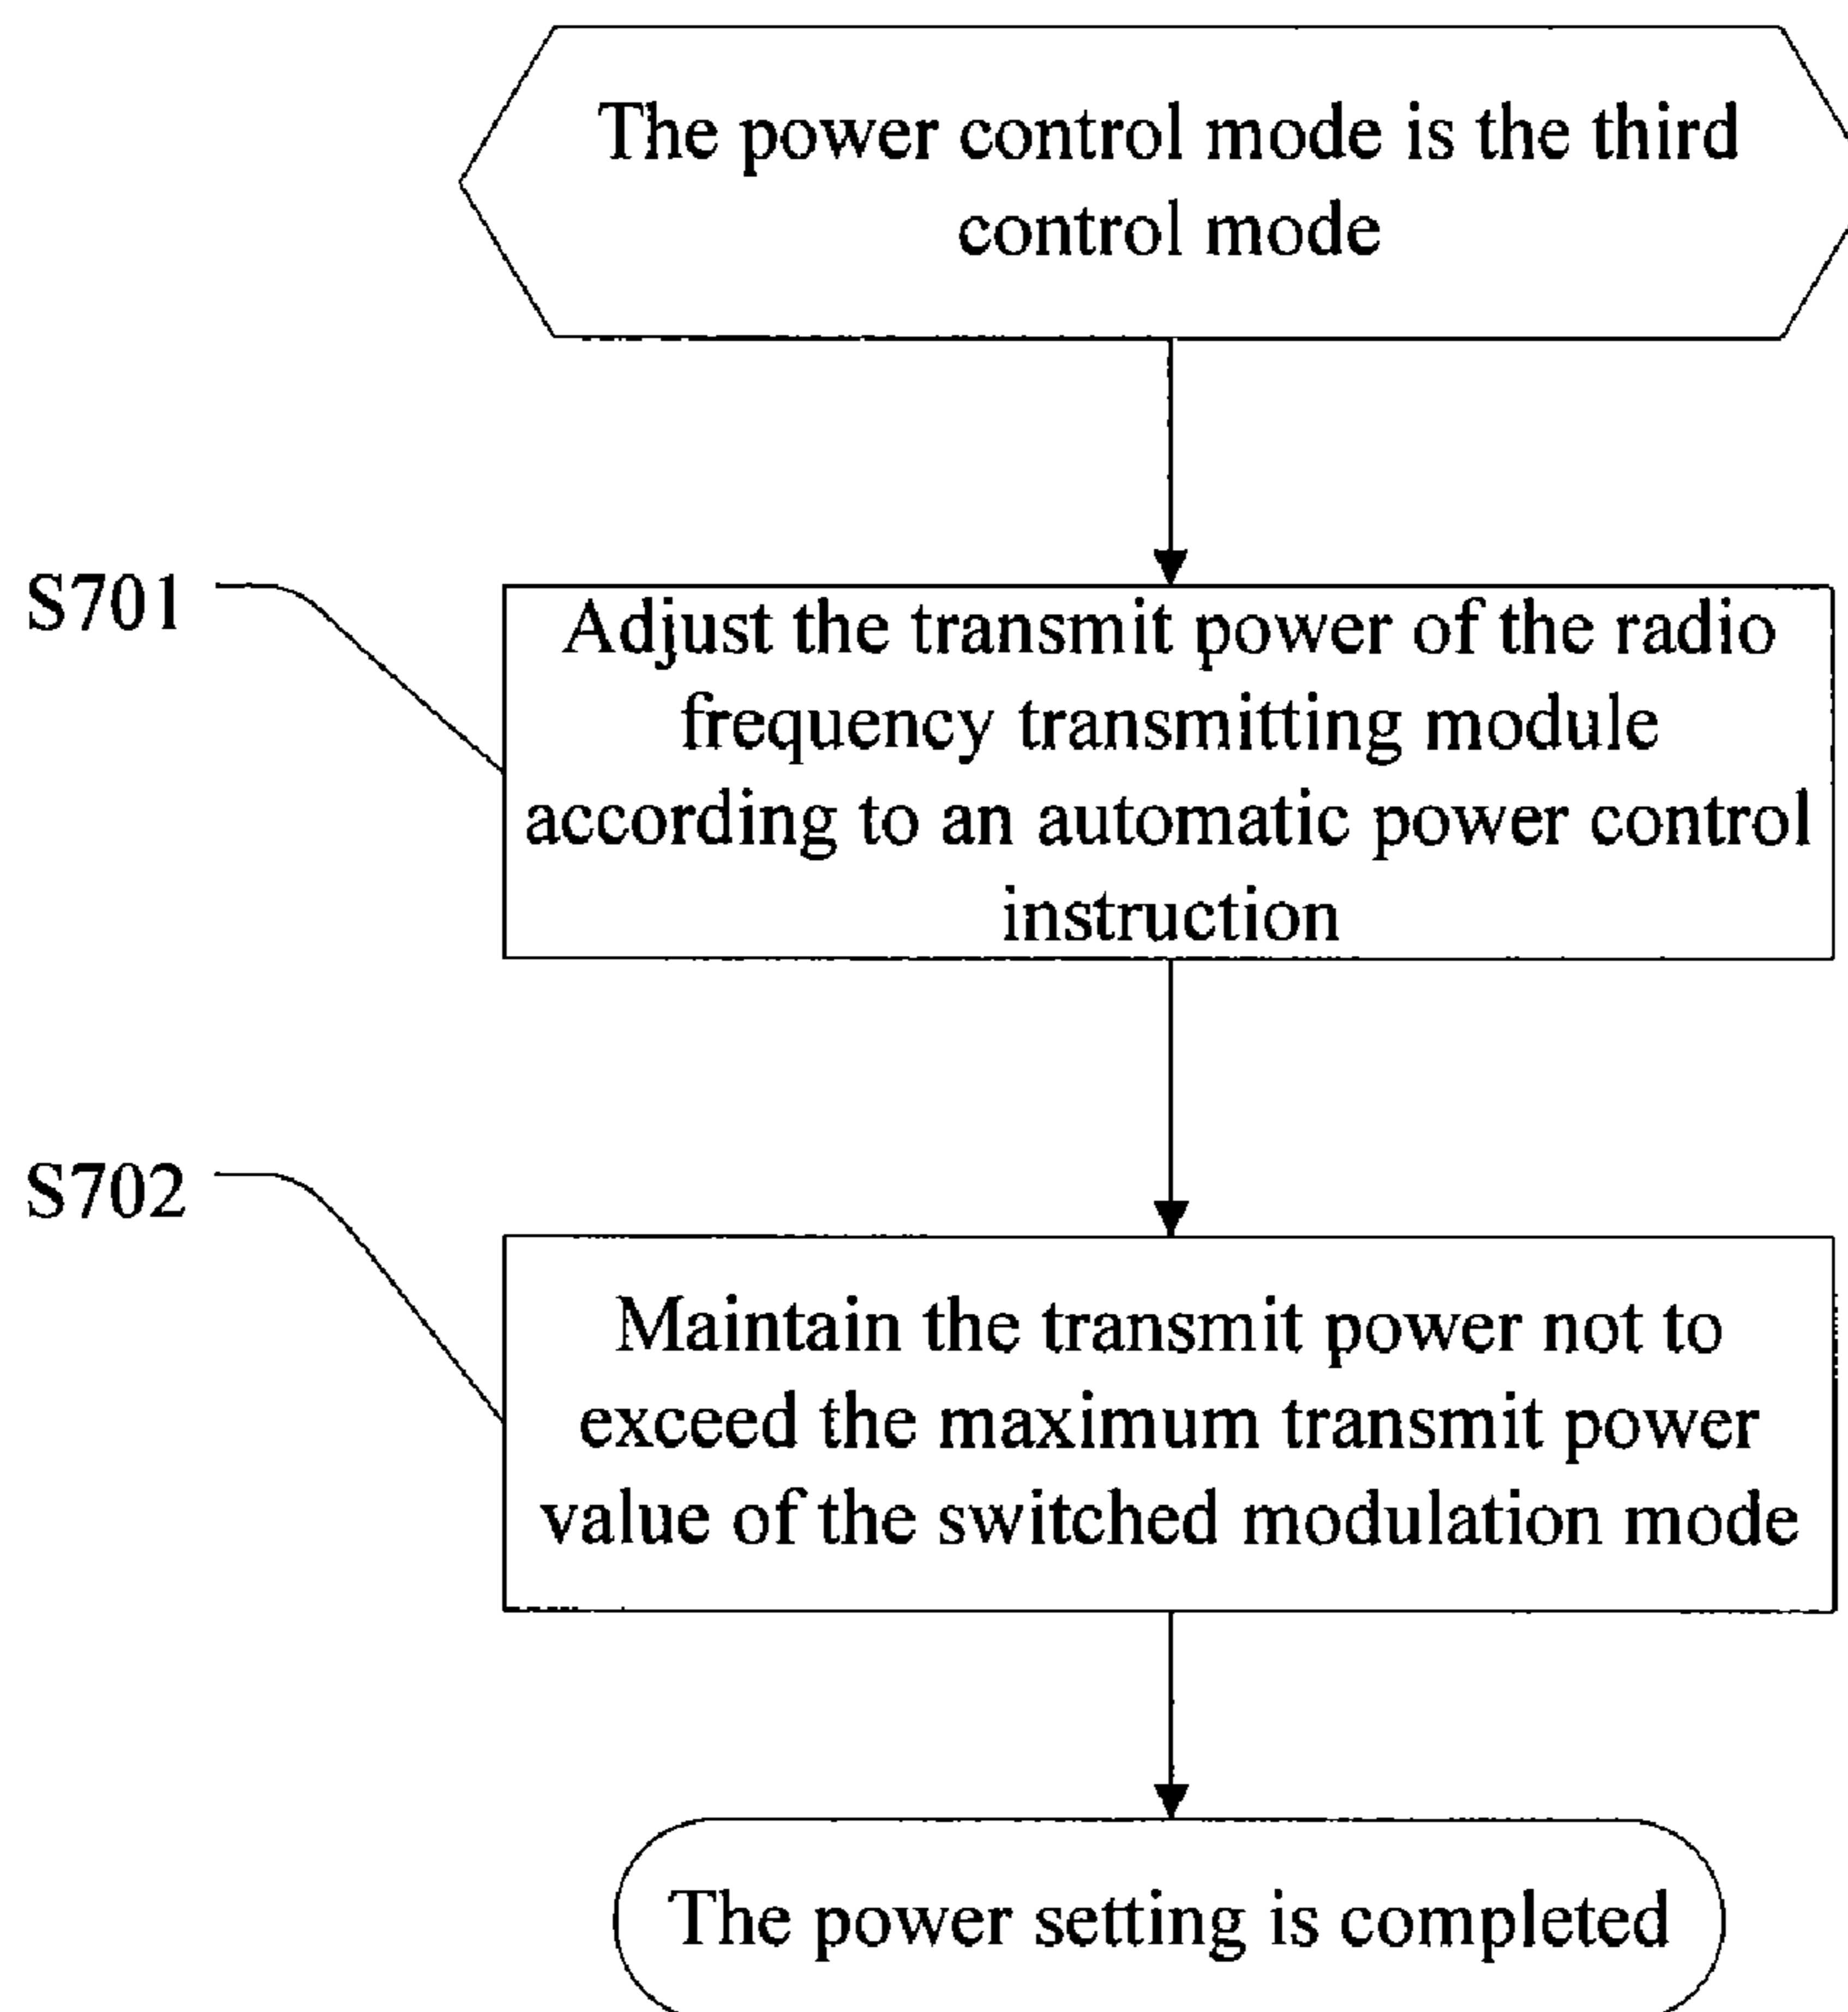 The power control mode is the third
control mode
S701
Adjust the transmit power of the radio
frequency transmitting module
according to an automatic power control
instruction
S702
Maintain the transmit power not to
exceed the maximum transmit power
value of the switched modulation mode
The power setting is completed